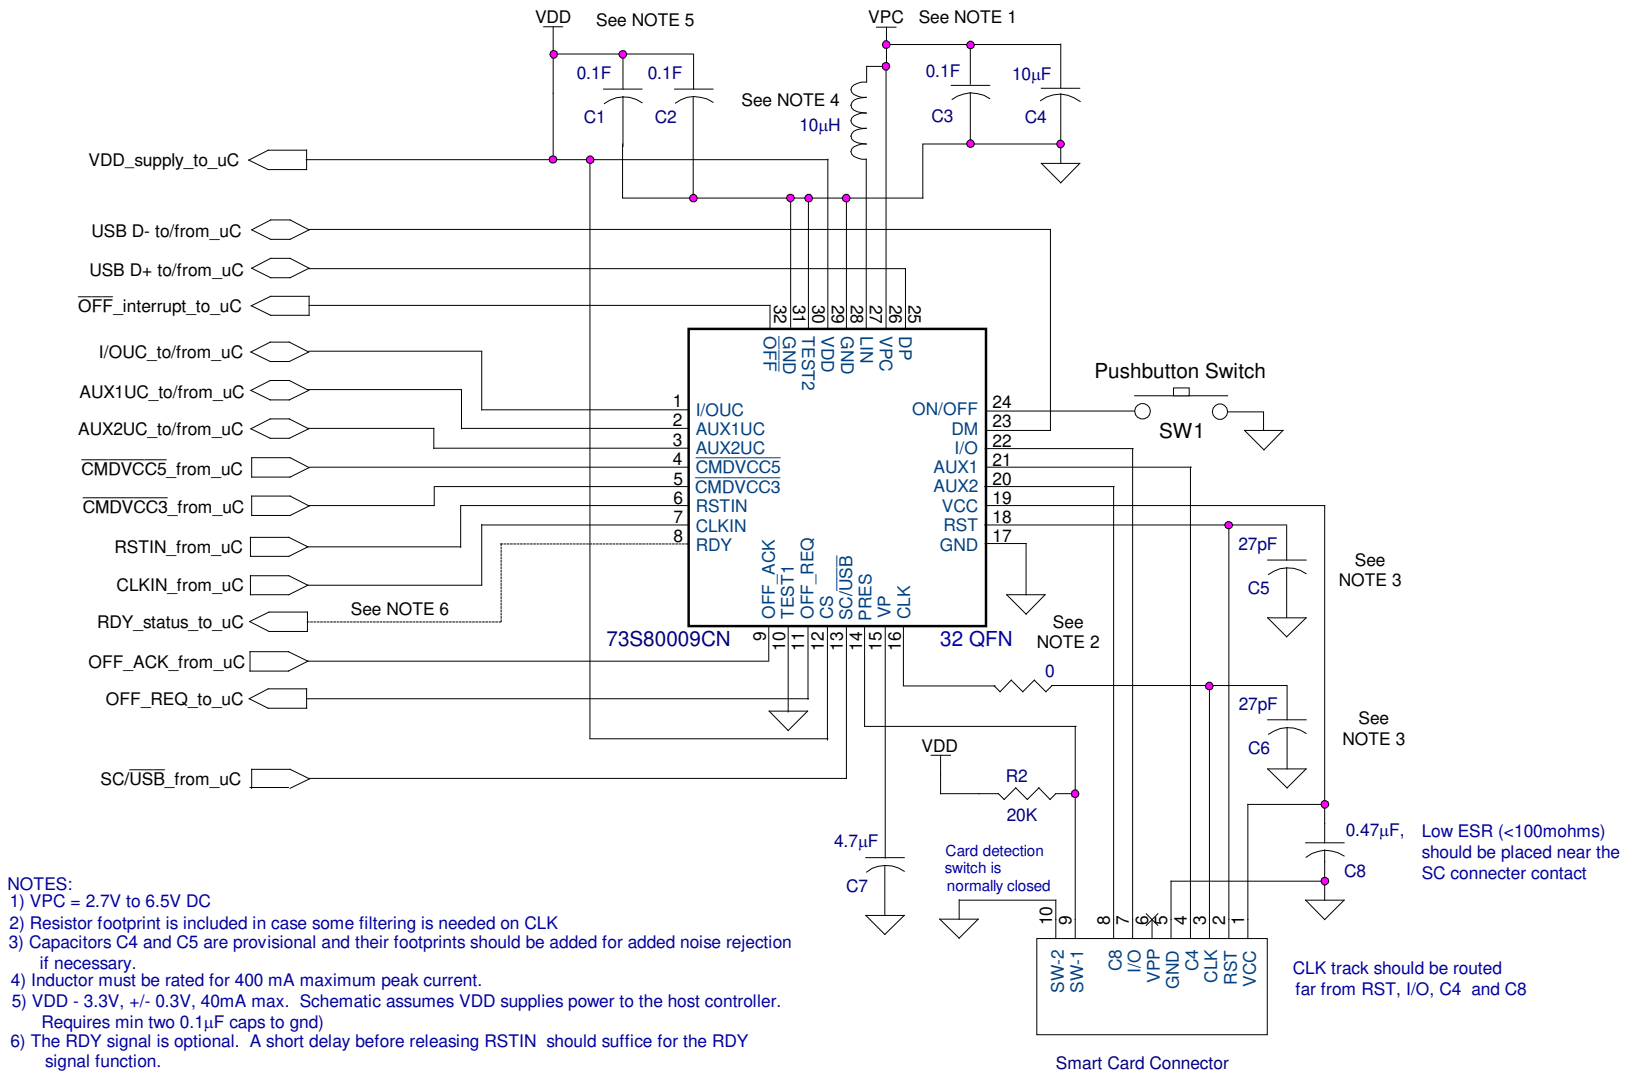 VDD See NOTE 5 VPC See NOTE 1
0.1F 0.1F 0.1F 10µF
C1 C2 C3 C4
See NOTE 4
10µH
VDD_supply_to_uC
USB D- to/from_uC
USB D+ to/from_uC
OFF_interrupt_to_uC
I/OUC_to/from_uC
AUX1UC_to/from_uC
AUX2UC_to/from_uC
CMDVCC5_from_uC
CMDVCC3_from_uC
RSTIN_from_uC
CLKIN_from_uC
RDY_status_to_uC
See NOTE 6
OFF_ACK_from_uC
OFF_REQ_to_uC
SC/USB_from_uC
32 31 30 29 28 27 26 25
OFF GND TEST2 VDD GND LIN VPC DP
1 I/OUC
2 AUX1UC
3 AUX2UC
4 CMDVCC5
5 CMDVCC3
6 RSTIN
7 CLKIN
8 RDY
ON/OFF 24
DM 23
I/O 22
AUX1 21
AUX2 20
VCC 19
RST 18
GND 17
OFF_ACK TEST1 OFF_REQ CS SC/USB PRES VP CLK
9 10 11 12 13 14 15 16
73S80009CN
32 QFN
Pushbutton Switch
SW1
27pF
C5
See
NOTE 3
See
NOTE 2
0
27pF
C6
See
NOTE 3
VDD
R2
20K
4.7µF
C7
Card detection
switch is
normally closed
0.47µF,
C8
Low ESR (<100mohms)
should be placed near the
SC connecter contact
10 9 8 7 6 5 4 3 2 1
SW-2 SW-1 C8 I/O VPP GND C4 CLK RST VCC
CLK track should be routed
far from RST, I/O, C4 and C8
Smart Card Connector
NOTES:
1) VPC = 2.7V to 6.5V DC
2) Resistor footprint is included in case some filtering is needed on CLK
3) Capacitors C4 and C5 are provisional and their footprints should be added for added noise rejection
if necessary.
4) Inductor must be rated for 400 mA maximum peak current.
5) VDD - 3.3V, +/- 0.3V, 40mA max. Schematic assumes VDD supplies power to the host controller.
Requires min two 0.1µF caps to gnd)
6) The RDY signal is optional. A short delay before releasing RSTIN should suffice for the RDY
signal function.